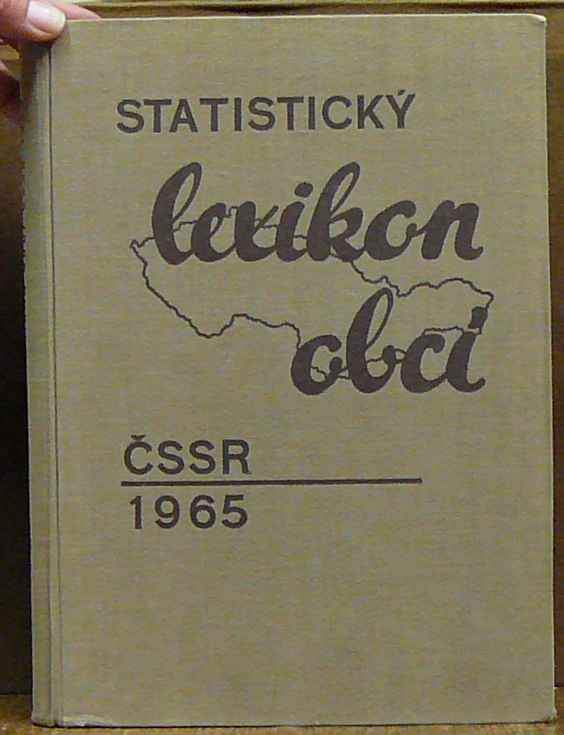 STATISTICKÝ
lexikon
obcí
ČSSR
1965